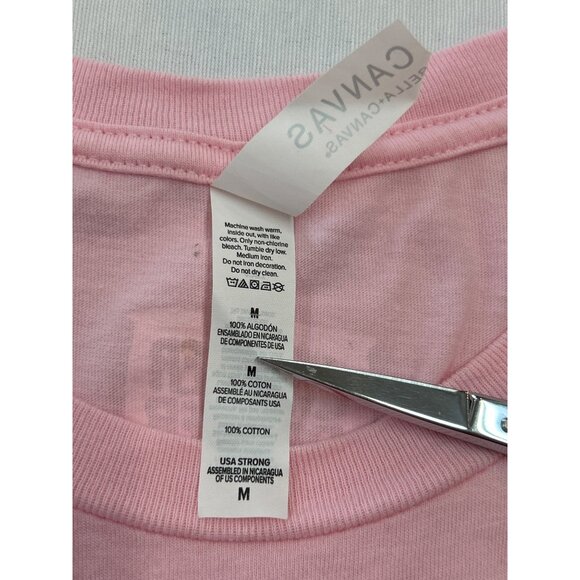 CANVAS
BELLA+CANVAS.
Machine wash warm,
inside out, with like
colors. Only non-chlorine
bleach. Tumble dry low.
Medium iron.
Do not iron decoration.
Do not dry clean.
M
100% ALGODÓN
ENSAMBLADO EN NICARAGUA
DE COMPONENTES DE USA
M
100% COTON
ASSEMBLÉ AU NICARAGUA
DE COMPOSANTS USA
100% COTTON
USA STRONG
ASSEMBLED IN NICARAGUA
OF US COMPONENTS
M